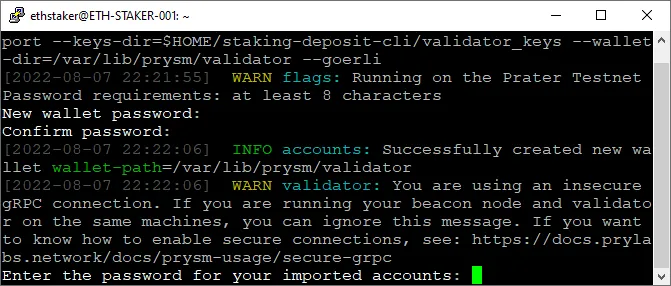 ethstaker@ETH-STAKER-001: ~
port --keys-dir=$HOME/staking-deposit-cli/validator_keys --wallet
-dir=/var/lib/prysm/validator --goerli
[2022-08-07 22:21:55]  WARN flags: Running on the Prater Testnet
Password requirements: at least 8 characters
New wallet password:
Confirm password:
[2022-08-07 22:22:06]  INFO accounts: Successfully created new wa
llet wallet-path=/var/lib/prysm/validator
[2022-08-07 22:22:06]  WARN validator: You are using an insecure
gRPC connection. If you are running your beacon node and validato
r on the same machines, you can ignore this message. If you want
to know how to enable secure connections, see: https://docs.pryla
bs.network/docs/prysm-usage/secure-grpc
Enter the password for your imported accounts: